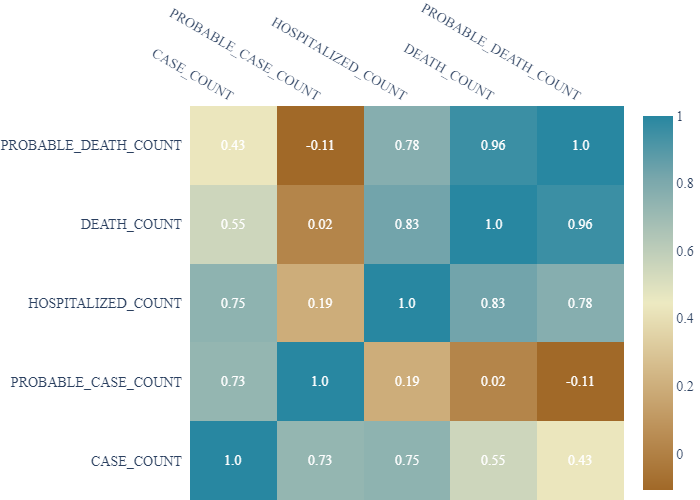 CASE_COUNT
PROBABLE_CASE_COUNT
HOSPITALIZED_COUNT
DEATH_COUNT
PROBABLE_DEATH_COUNT
PROBABLE_DEATH_COUNT 0.43 -0.11 0.78 0.96 1.0
DEATH_COUNT 0.55 0.02 0.83 1.0 0.96
HOSPITALIZED_COUNT 0.75 0.19 1.0 0.83 0.78
PROBABLE_CASE_COUNT 0.73 1.0 0.19 0.02 -0.11
CASE_COUNT 1.0 0.73 0.75 0.55 0.43
1
0.8
0.6
0.4
0.2
0